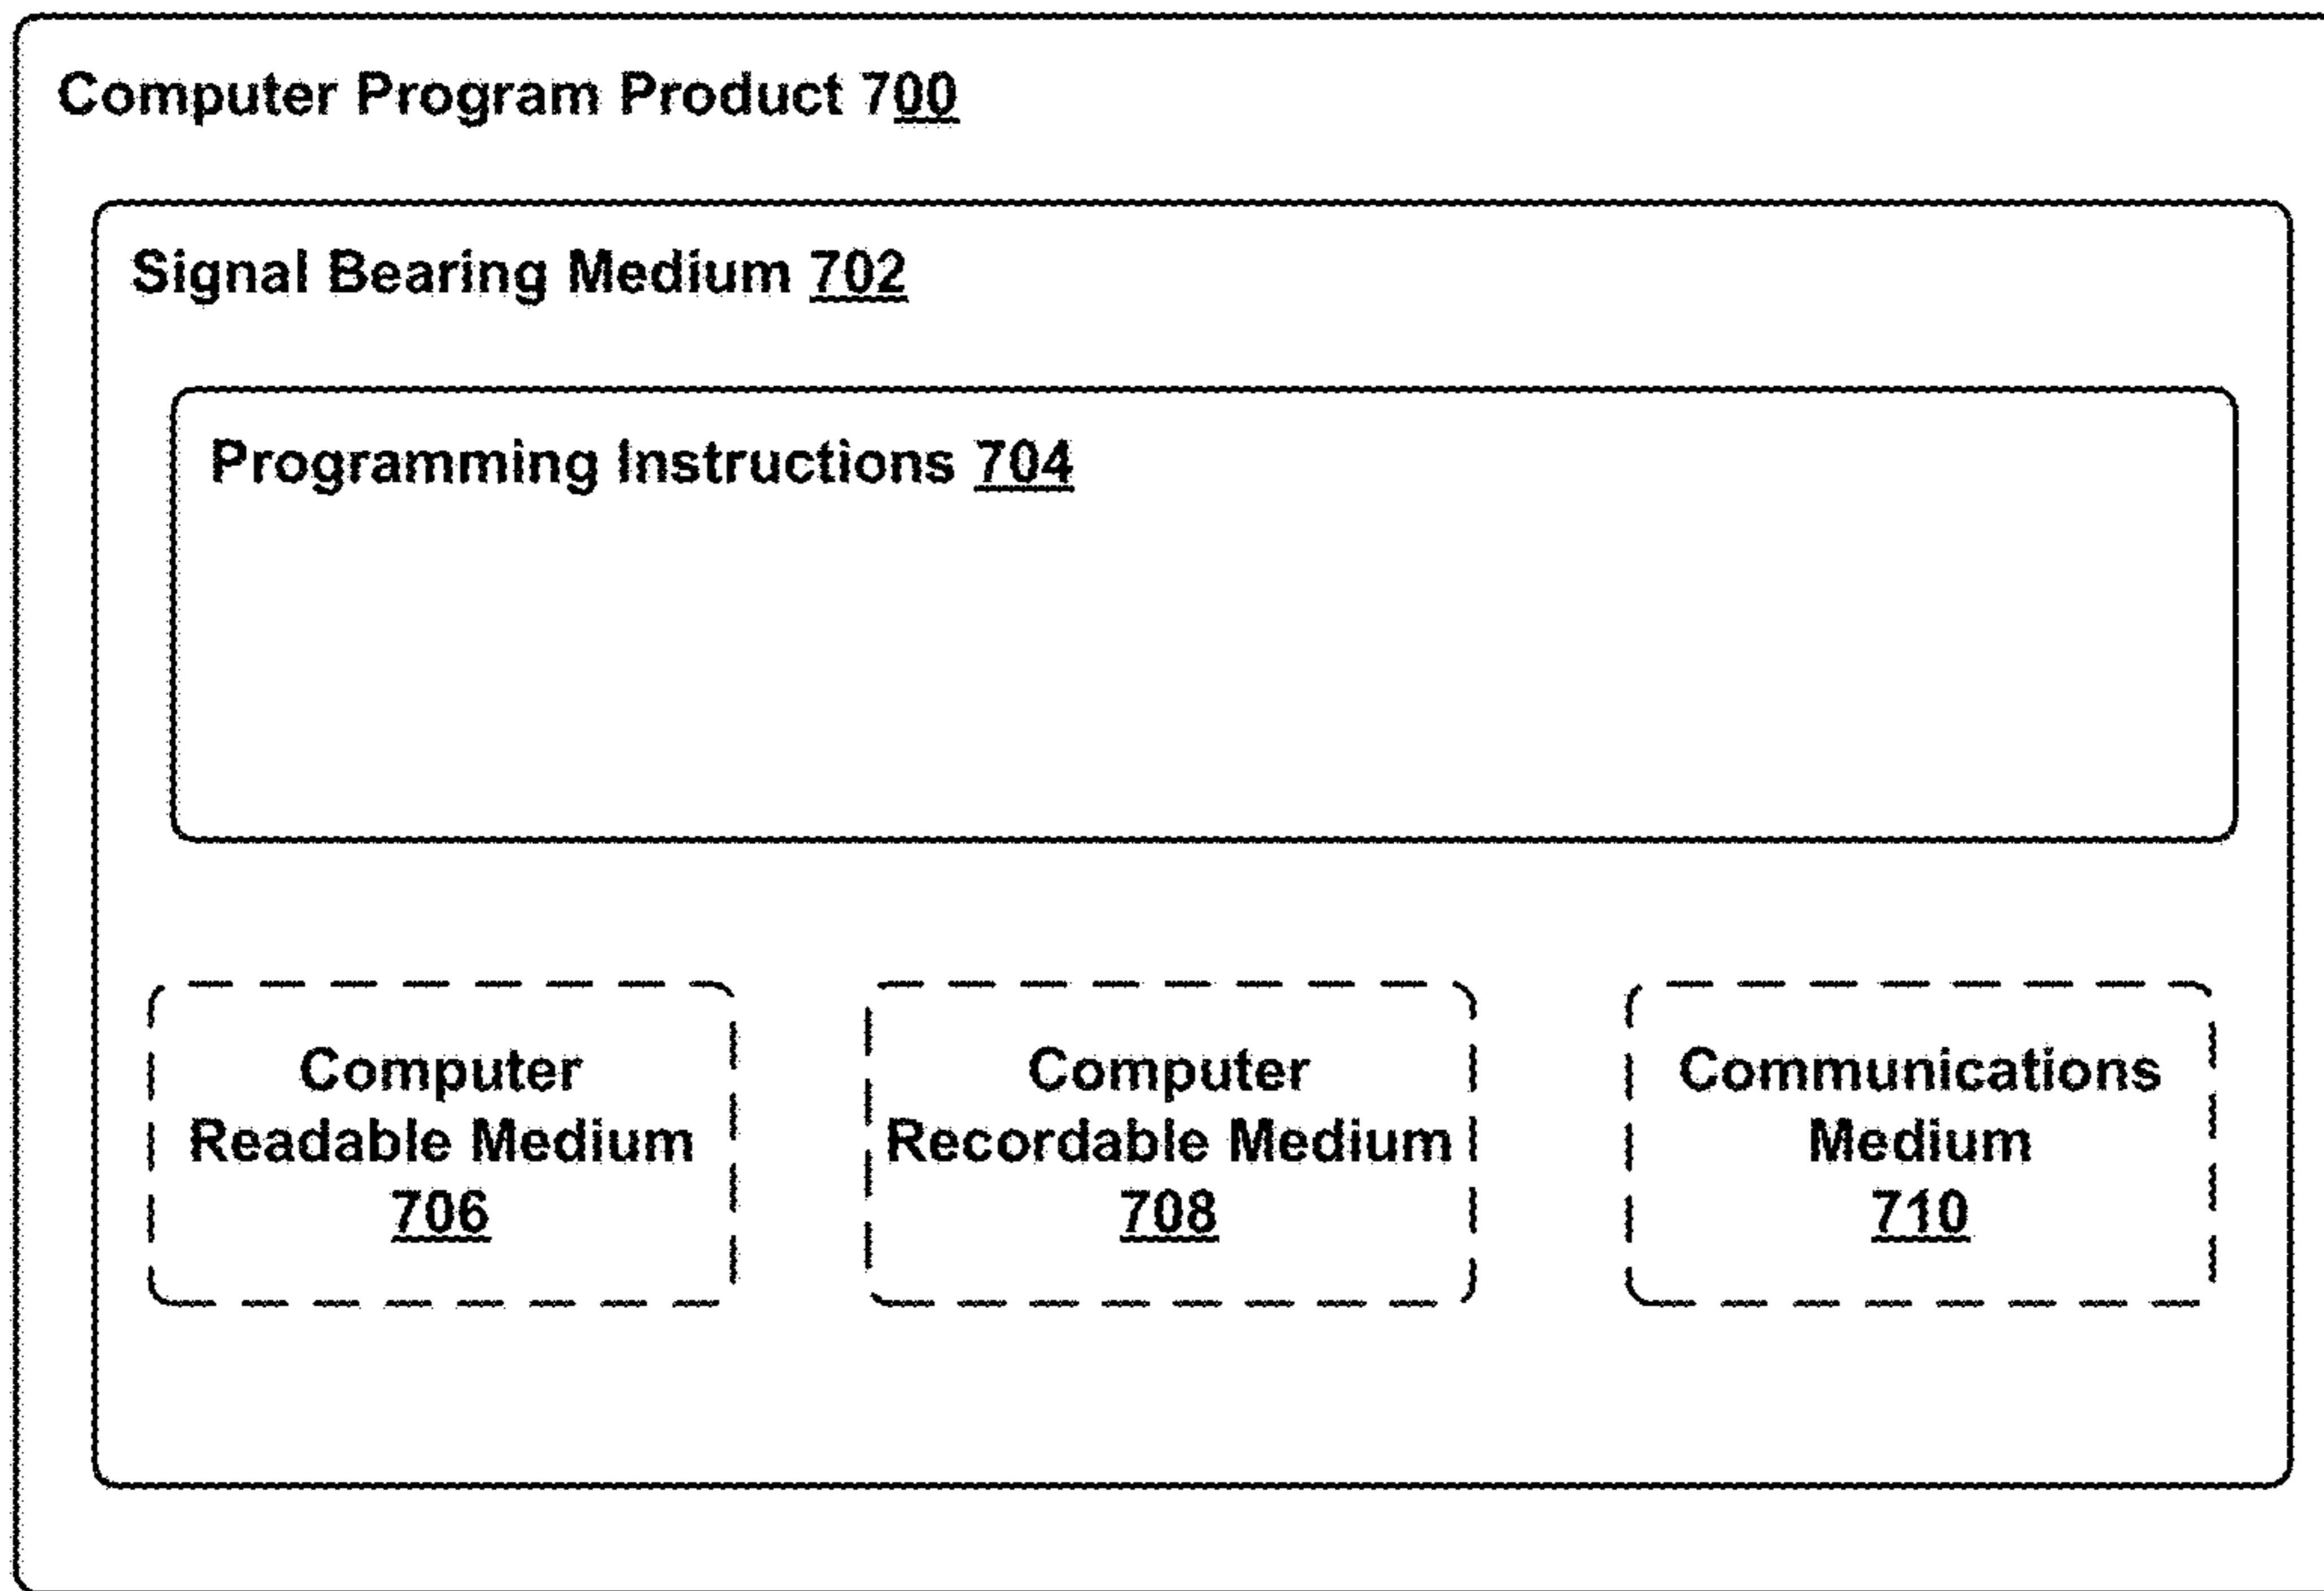 Computer Program Product 700
Signal Bearing Medium 702
Programming Instructions 704
Computer
Readable Medium
706
Computer
Recordable Medium
708
Communications
Medium
710